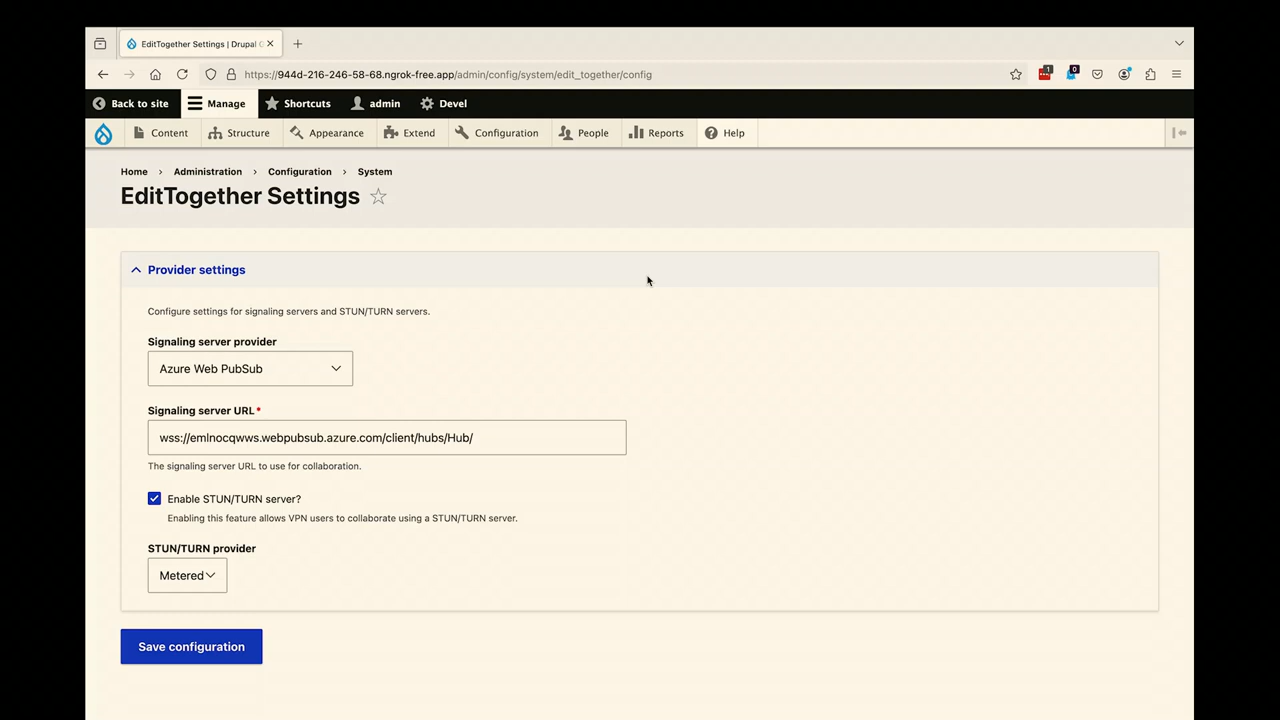 EditTogether Settings | Drupal
https://944d-216-246-58-68.ngrok-free.app/admin/config/system/edit_together/config
1
0
Back to site
Manage
Shortcuts
admin
Devel
Content
Structure
Appearance
Extend
Configuration
People
Reports
Help
Home › Administration › Configuration › System
EditTogether Settings
Provider settings
Configure settings for signaling servers and STUN/TURN servers.
Signaling server provider
Azure Web PubSub
Signaling server URL*
wss://emlnocqwws.webpubsub.azure.com/client/hubs/Hub/
The signaling server URL to use for collaboration.
Enable STUN/TURN server?
Enabling this feature allows VPN users to collaborate using a STUN/TURN server.
STUN/TURN provider
Metered
Save configuration